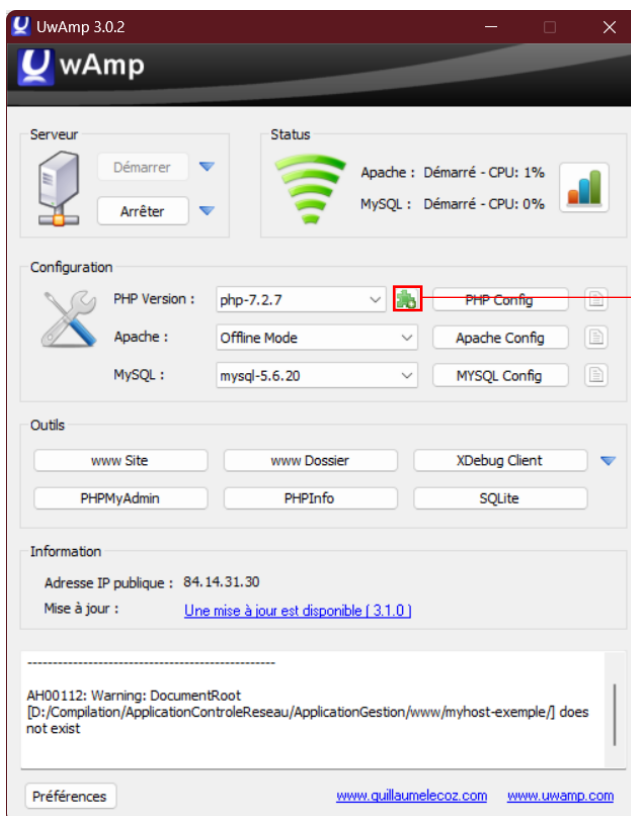 UwAmp 3.0.2
wAmp
Serveur
Démarrer
Arrêter
Status
Apache : Démarré - CPU: 1%
MySQL : Démarré - CPU: 0%
Configuration
PHP Version : php-7.2.7 PHP Config
Apache : Offline Mode Apache Config
MySQL : mysql-5.6.20 MYSQL Config
Outils
www Site www Dossier XDebug Client
PHPMyAdmin PHPInfo SQLite
Information
Adresse IP publique : 84.14.31.30
Mise à jour : Une mise à jour est disponible ( 3.1.0 )
--------------------------------------------------
AH00112: Warning: DocumentRoot
[D:/Compilation/ApplicationControleReseau/ApplicationGestion/www/myhost-exemple/] does
not exist
Préférences www.guillaumelecoz.com www.uwamp.com